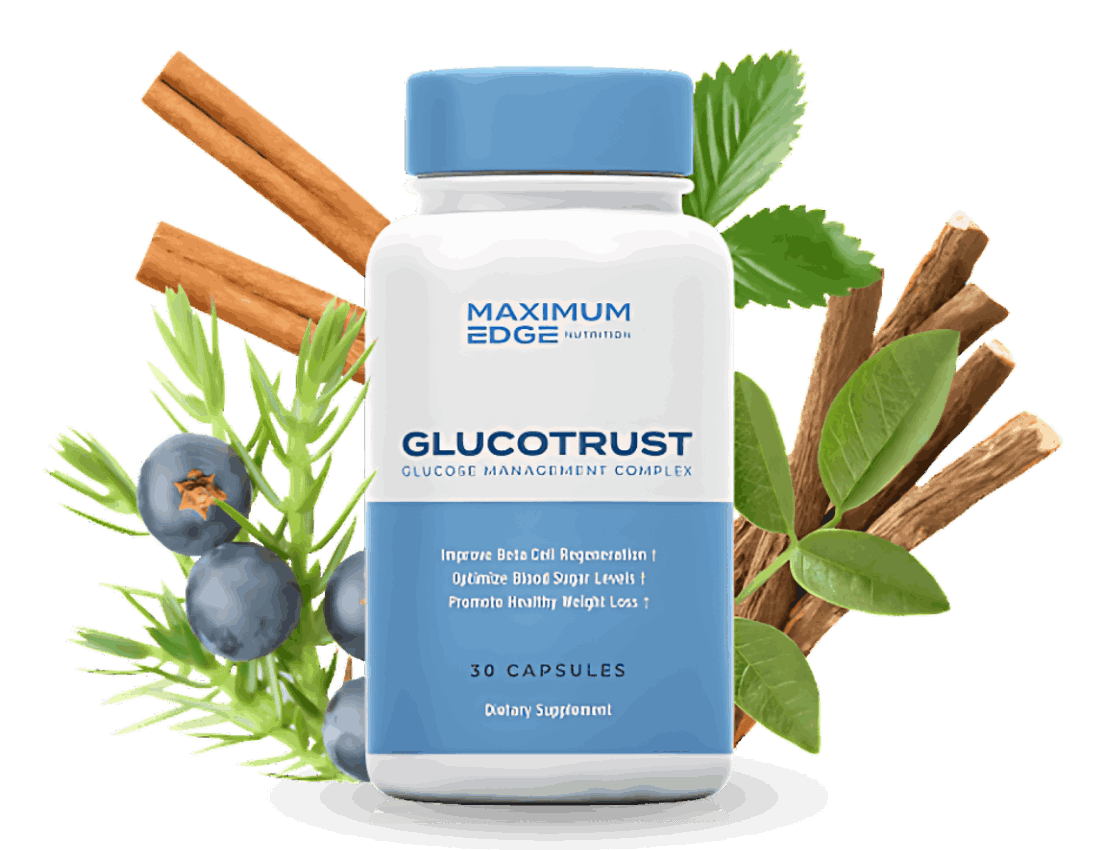 MAXIMUM
EDGE NUTRITION
GLUCOTRUST
GLUCOSE MANAGEMENT COMPLEX
Improve Beta Cell Regeneration †
Optimize Blood Sugar Levels †
Promote Healthy Weight Loss †
30 CAPSULES
Dietary Supplement